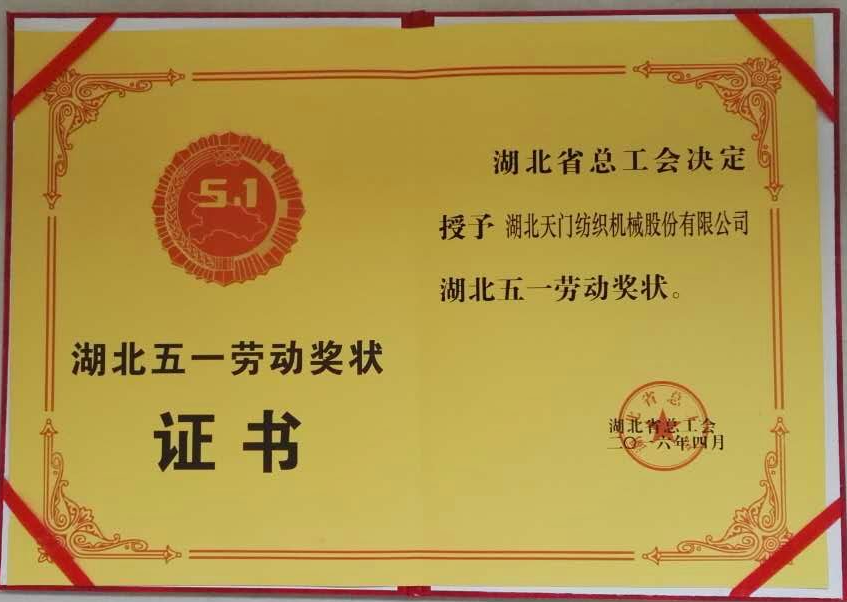 5.1
湖北五一劳动奖状
证书
湖北省总工会决定
授予 湖北天门纺织机械股份有限公司
湖北五一劳动奖状。
湖北省总工会
二〇一六年四月